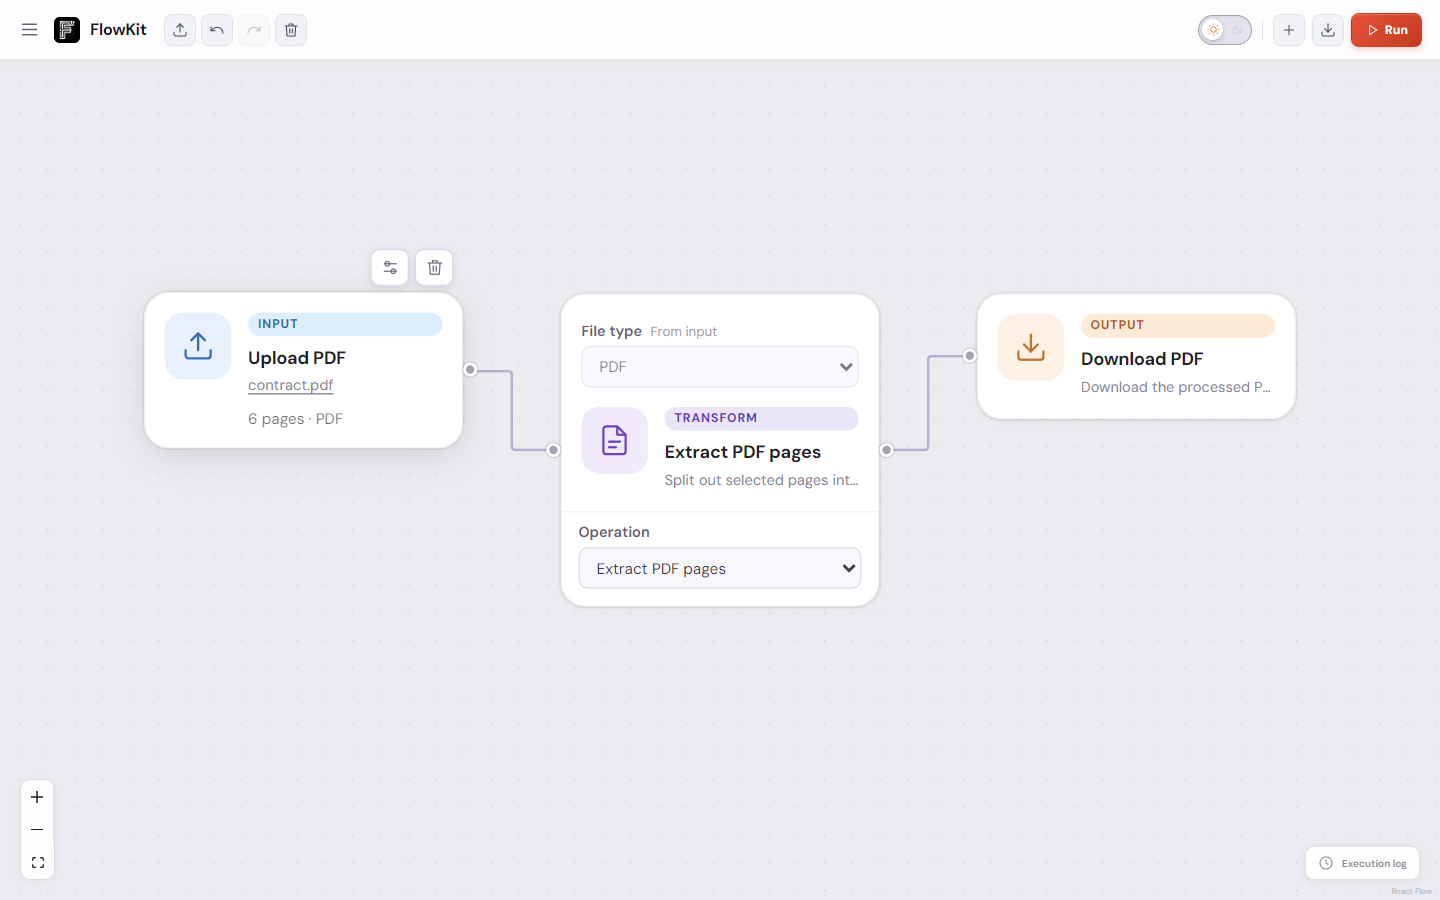 FlowKit
Run
INPUT
Upload PDF
contract.pdf
6 pages · PDF
File type From input
PDF
TRANSFORM
Extract PDF pages
Split out selected pages int...
Operation
Extract PDF pages
OUTPUT
Download PDF
Download the processed P...
Execution log
React Flow